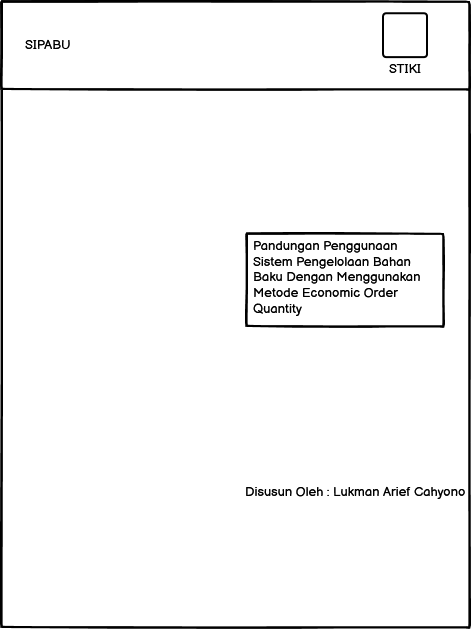 SIPABU
STIKI
Pandungan Penggunaan
Sistem Pengelolaan Bahan
Baku Dengan Menggunakan
Metode Economic Order
Quantity
Disusun Oleh : Lukman Arief Cahyono